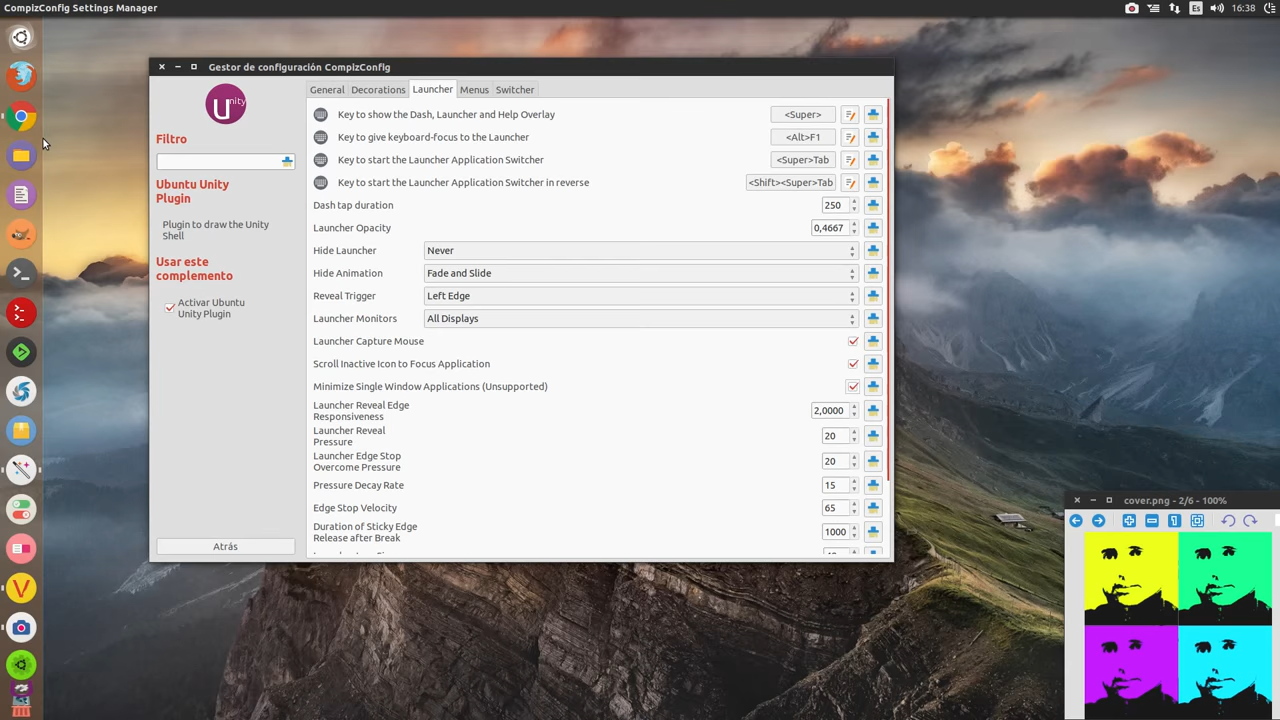 CompizConfig Settings Manager
Es
16:38
Gestor de configuración CompizConfig
Unity
Filtro
Ubuntu Unity
Plugin
Plugin to draw the Unity
Shell
Usar este
complemento
Activar Ubuntu
Unity Plugin
Atrás
General Decorations Launcher Menus Switcher
Key to show the Dash, Launcher and Help Overlay <Super>
Key to give keyboard-focus to the Launcher <Alt>F1
Key to start the Launcher Application Switcher <Super>Tab
Key to start the Launcher Application Switcher in reverse <Shift><Super>Tab
Dash tap duration 250
Launcher Opacity 0,4667
Hide Launcher Never
Hide Animation Fade and Slide
Reveal Trigger Left Edge
Launcher Monitors All Displays
Launcher Capture Mouse
Scroll Inactive Icon to Focus Application
Minimize Single Window Applications (Unsupported)
Launcher Reveal Edge
Responsiveness 2,0000
Launcher Reveal
Pressure 20
Launcher Edge Stop
Overcome Pressure 20
Pressure Decay Rate 15
Edge Stop Velocity 65
Duration of Sticky Edge
Release after Break 1000
cover.png - 2/6 - 100%